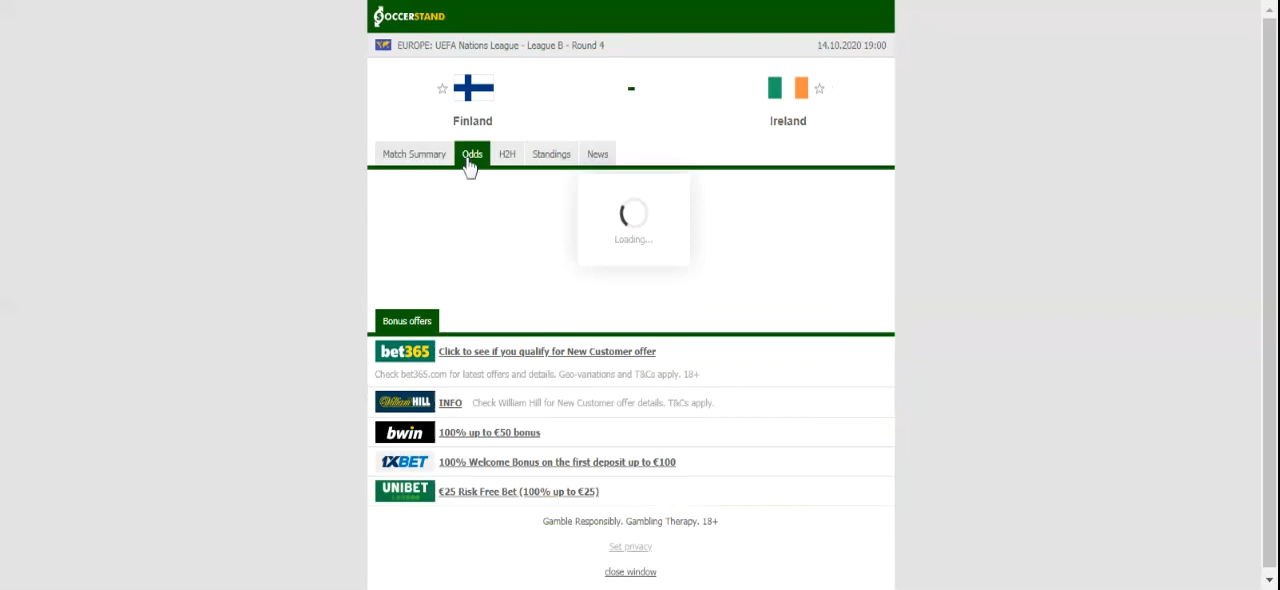 SOCCERSTAND
EUROPE: UEFA Nations League - League B - Round 4 14.10.2020 19:00
-
Finland Ireland
Match Summary Odds H2H Standings News
Loading...
Bonus offers
bet365 Click to see if you qualify for New Customer offer
Check bet365.com for latest offers and details. Geo-variations and T&Cs apply. 18+
William HILL INFO Check William Hill for New Customer offer details. T&Cs apply.
bwin 100% up to €50 bonus
1XBET 100% Welcome Bonus on the first deposit up to €100
UNIBET €25 Risk Free Bet (100% up to €25)
Gamble Responsibly. Gambling Therapy. 18+
Set privacy
close window